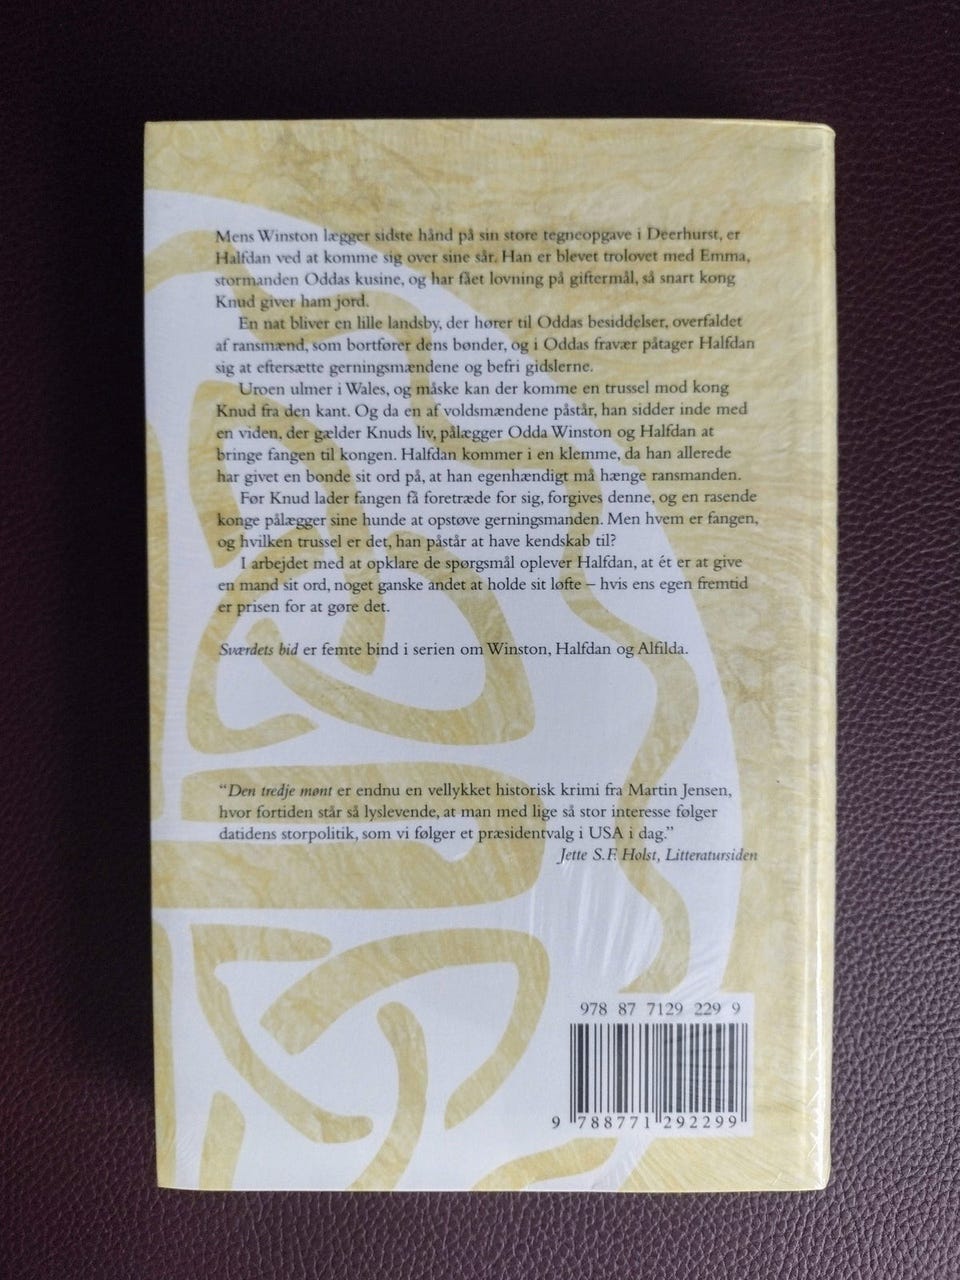 Mens Winston lægger sidste hånd på sin store tegneopgave i Deerhurst, er
Halfdan ved at komme sig over sine sår. Han er blevet trolovet med Emma,
stormanden Oddas kusine, og har fået lovning på giftermål, så snart kong
Knud giver ham jord.
En nat bliver en lille landsby, der hører til Oddas besiddelser, overfaldet
af ransmænd, som bortfører dens bønder, og i Oddas fravær påtager Halfdan
sig at eftersætte gerningsmændene og befri gidslerne.
Uroen ulmer i Wales, og måske kan der komme en trussel mod kong
Knud fra den kant. Og da en af voldsmændene påstår, han sidder inde med
en viden, der gælder Knuds liv, pålægger Odda Winston og Halfdan at
bringe fangen til kongen. Halfdan kommer i en klemme, da han allerede
har givet en bonde sit ord på, at han egenhændigt må hænge ransmanden.
Før Knud lader fangen få foretræde for sig, forgives denne, og en rasende
konge pålægger sine hunde at opstøve gerningsmanden. Men hvem er fangen,
og hvilken trussel er det, han påstår at have kendskab til?
I arbejdet med at opklare de spørgsmål oplever Halfdan, at ét er at give
en mand sit ord, noget ganske andet at holde sit løfte – hvis ens egen fremtid
er prisen for at gøre det.
Sværdets bid er femte bind i serien om Winston, Halfdan og Alfilda.
“Den tredje mønt er endnu en vellykket historisk krimi fra Martin Jensen,
hvor fortiden står så lyslevende, at man med lige så stor interesse følger
datidens storpolitik, som vi følger et præsidentvalg i USA i dag.”
Jette S.F. Holst, Litteratursiden
978 87 7129 229 9
9 788771 292299